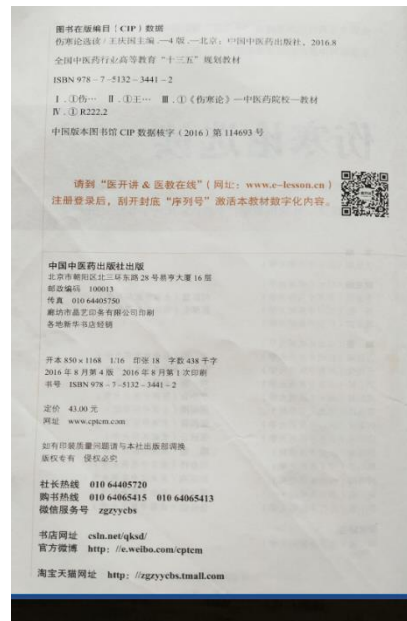 图书在版编目(CIP)数据
伤寒论选读/王庆国主编.—4版.—北京:中国中医药出版社,2016.8
全国中医药行业高等教育“十三五”规划教材
ISBN 978-7-5132-3441-2
Ⅰ.①伤… Ⅱ.①王… Ⅲ.①《伤寒论》—中医药院校—教材
Ⅳ.①R222.2
中国版本图书馆CIP数据核字(2016)第114693号
请到“医开讲&医教在线”(网址:www.e-lesson.cn)
注册登录后,刮开封底“序列号”激活本教材数字化内容。
中国中医药出版社出版
北京市朝阳区北三环东路28号易亨大厦16层
邮政编码 100013
传真 010 64405750
廊坊市晶艺印务有限公司印刷
各地新华书店经销
开本850×1168 1/16 印张18 字数438千字
2016年8月第4版 2016年8月第1次印刷
书号 ISBN 978-7-5132-3441-2
定价 43.00元
网址 www.cptcm.com
如有印装质量问题请与本社出版部调换
版权专有 侵权必究
社长热线 010 64405720
购书热线 010 64065415 010 64065413
微信服务号 zgzyycbs
书店网址 csln.net/qksd/
官方微博 http://e.weibo.com/cptcm
淘宝天猫网址 http://zgzyycbs.tmall.com